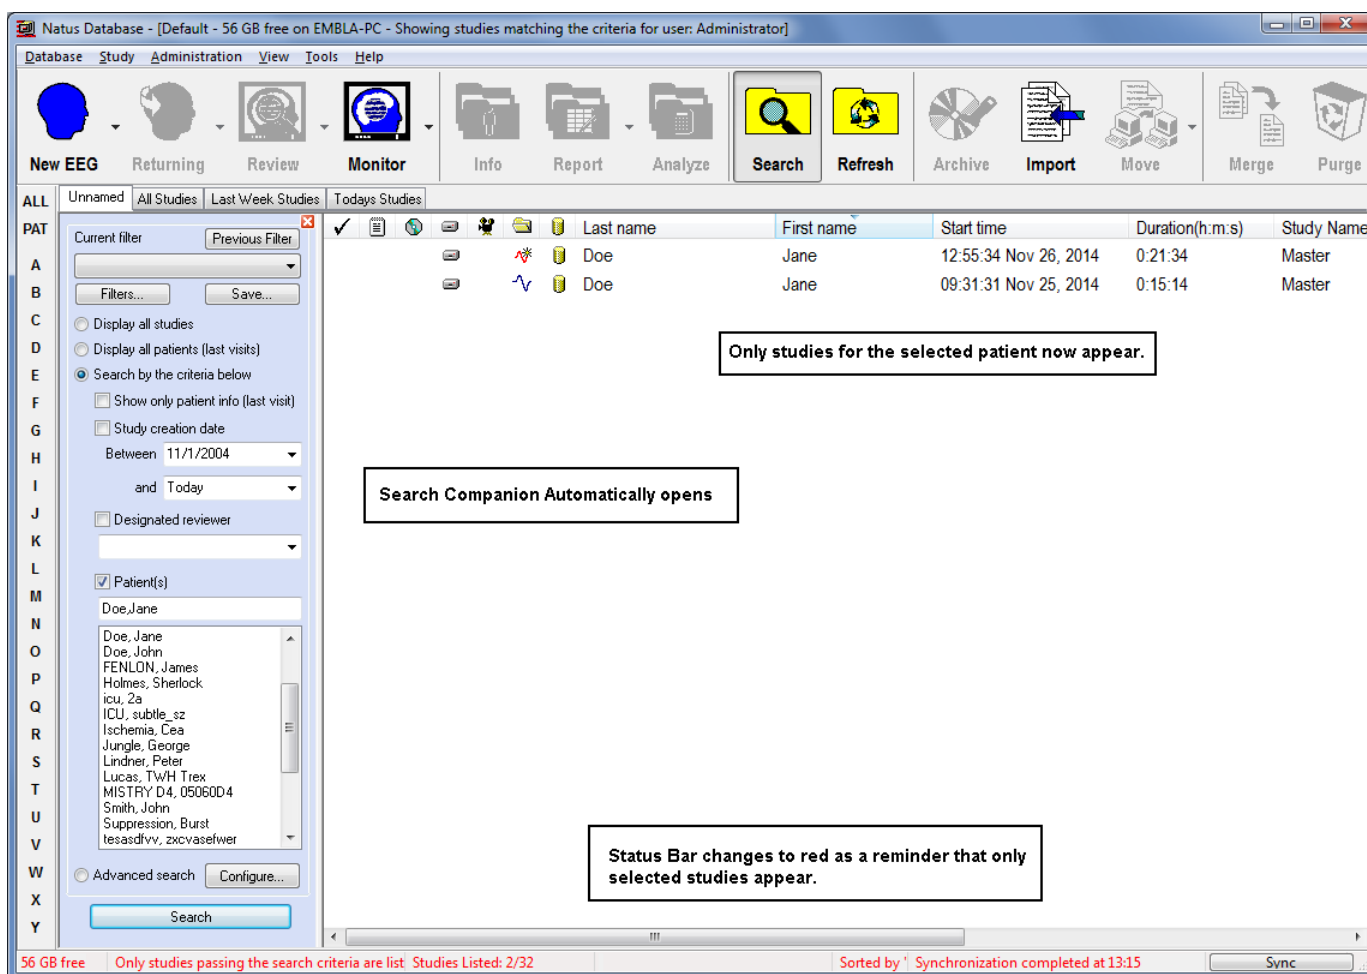 Natus Database - [Default - 56 GB free on EMBLA-PC - Showing studies matching the criteria for user: Administrator]
Database Study Administration View Tools Help
New EEG Returning Review Monitor Info Report Analyze Search Refresh Archive Import Move Merge Purge
ALL Unnamed All Studies Last Week Studies Todays Studies
PAT Current filter Previous Filter Last name First name Start time Duration(h:m:s) Study Name
A Doe Jane 12:55:34 Nov 26, 2014 0:21:34 Master
B Filters... Save... Doe Jane 09:31:31 Nov 25, 2014 0:15:14 Master
C Display all studies
D Display all patients (last visits) Only studies for the selected patient now appear.
E Search by the criteria below
F Show only patient info (last visit)
G Study creation date
H Between 11/1/2004
I and Today Search Companion Automatically opens
J Designated reviewer
K
L Patient(s)
M Doe,Jane
N Doe, Jane
O Doe, John
FENLON, James
P Holmes, Sherlock
Q icu, 2a
ICU, subtle_sz
R Ischemia, Cea
Jungle, George
S Lindner, Peter
T Lucas, TWH Trex
MISTRY D4, 05060D4
Smith, John
U Suppression, Burst
V tesasdfvv, zxcvasefwer
Status Bar changes to red as a reminder that only
W Advanced search Configure... selected studies appear.
X Search
Y
56 GB free Only studies passing the search criteria are list Studies Listed: 2/32 Sorted by ' Synchronization completed at 13:15 Sync